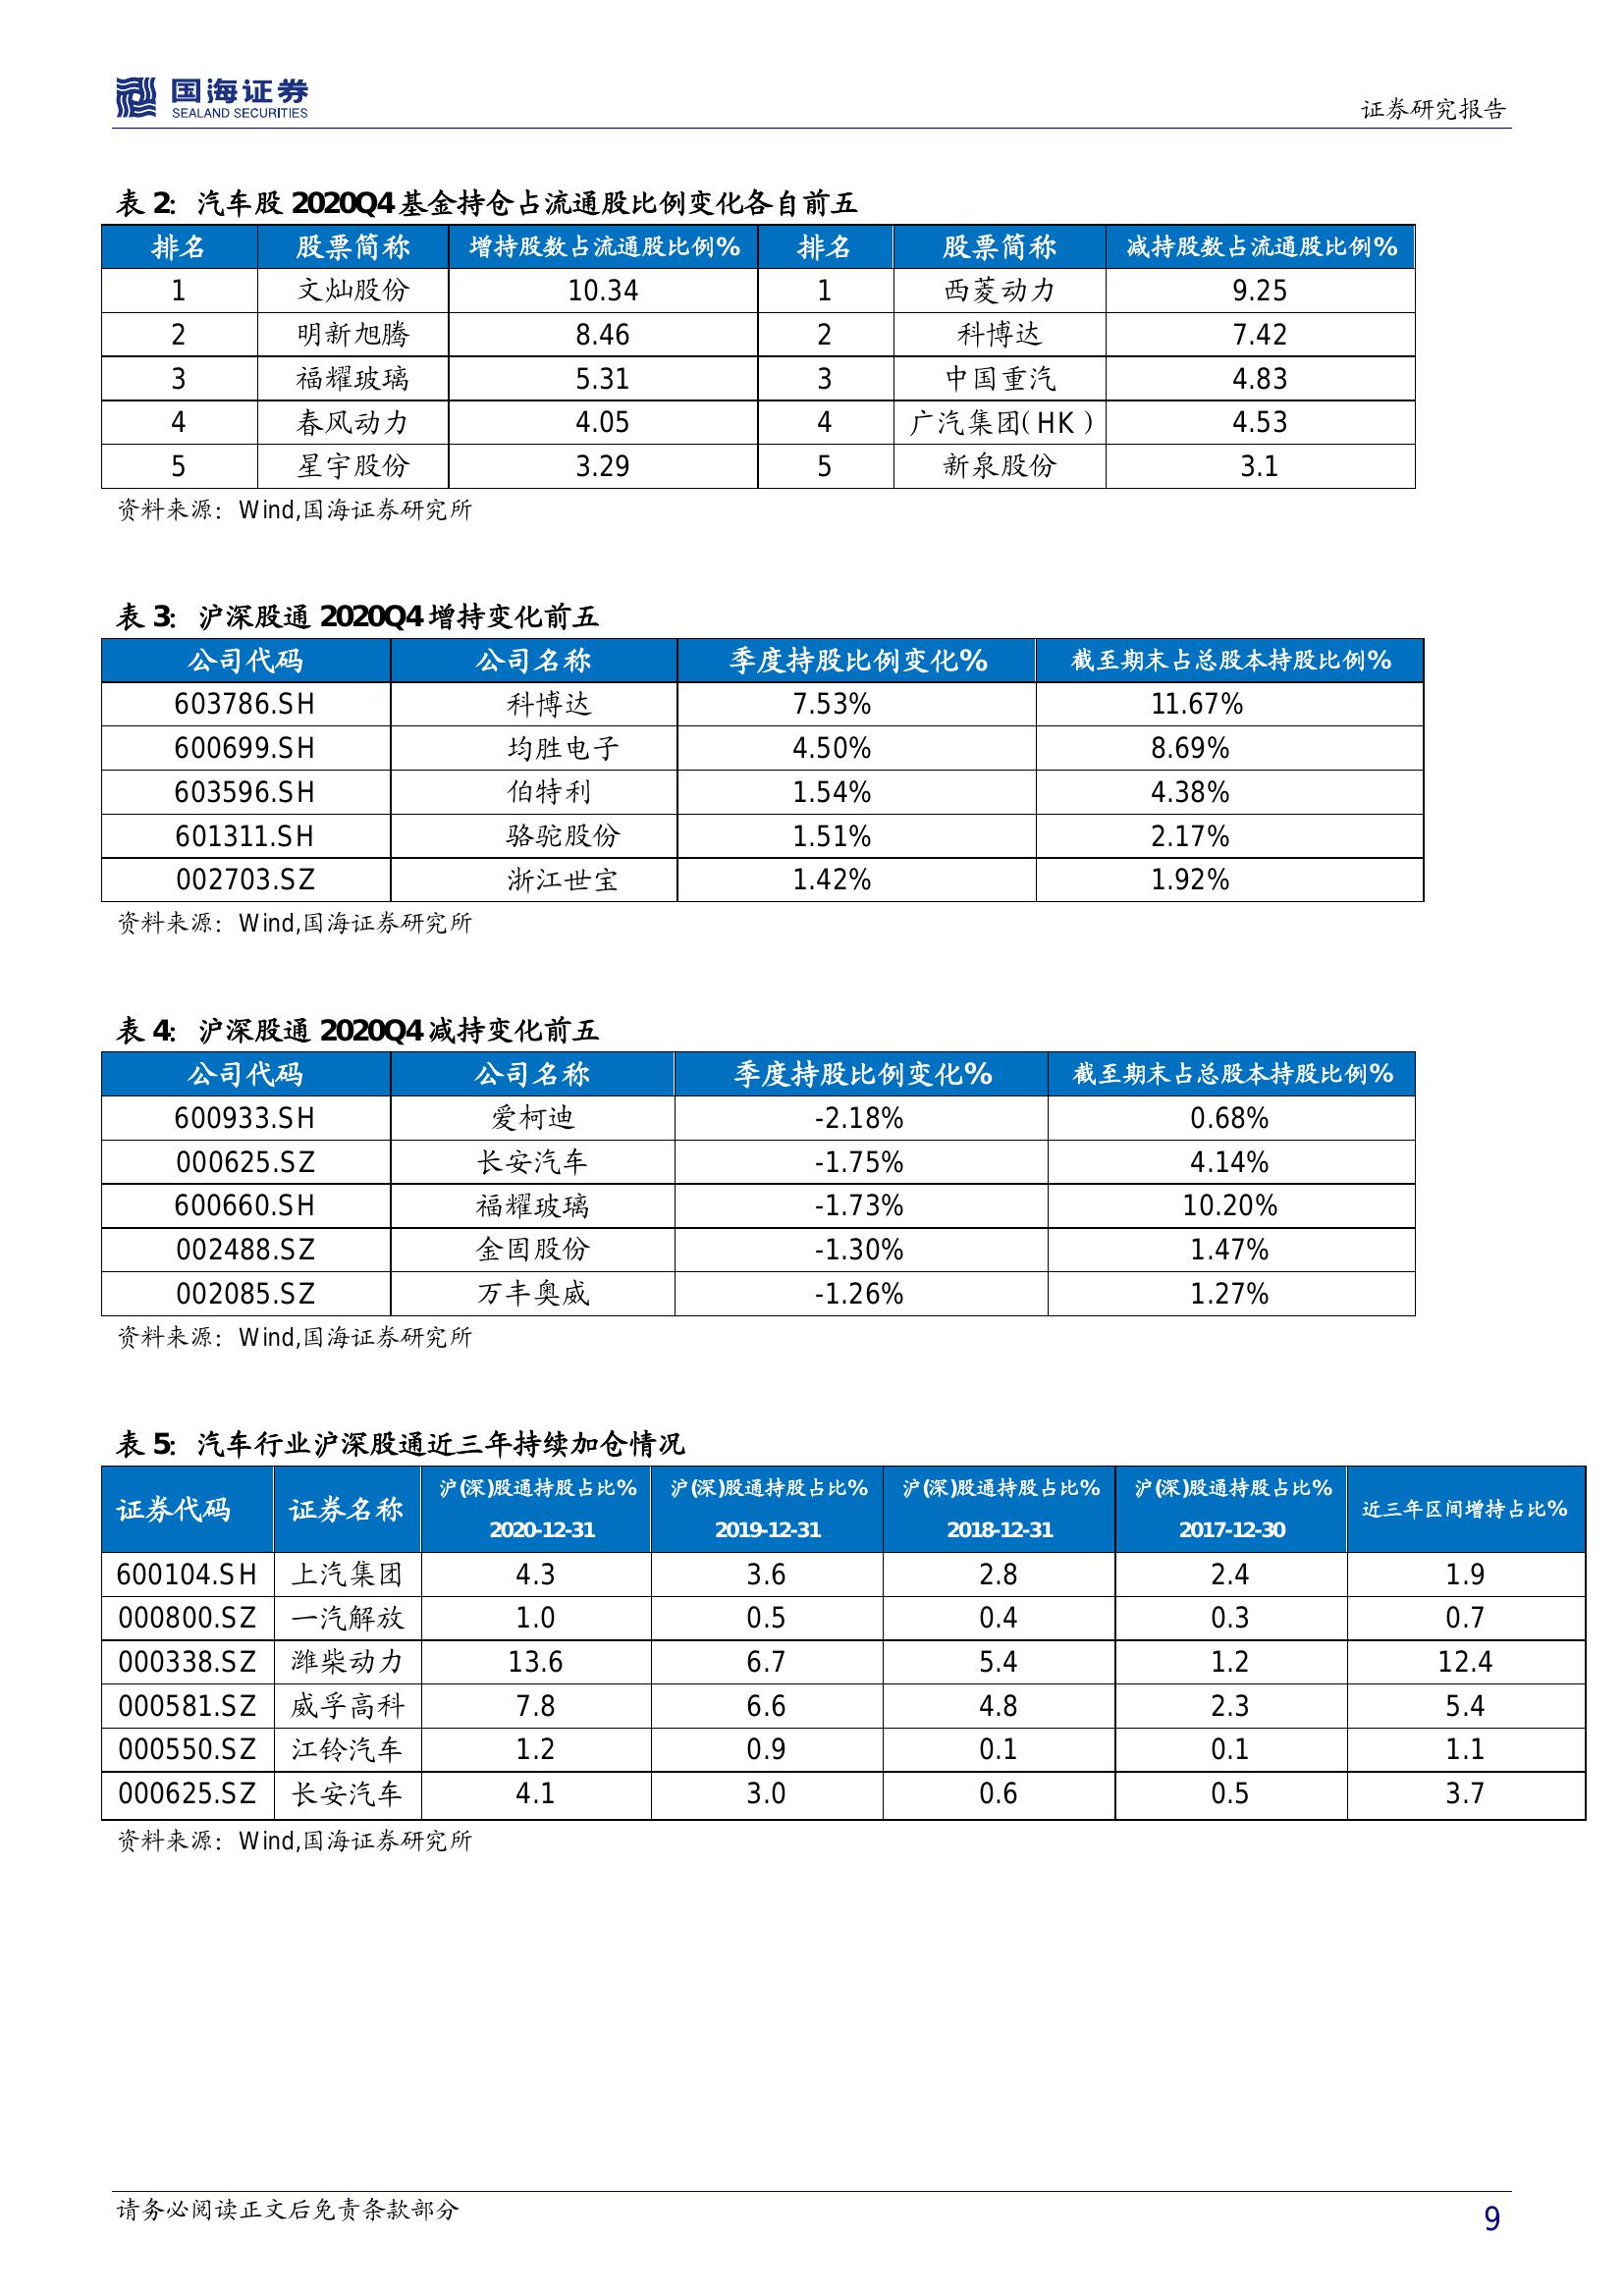 国海证券
SEALAND SECURITIES
证券研究报告
表 2: 汽车股 2020Q4 基金持仓占流通股比例变化各自前五
排名 股票简称 增持股数占流通股比例% 排名 股票简称 减持股数占流通股比例%
1 文灿股份 10.34 1 西菱动力 9.25
2 明新旭腾 8.46 2 科博达 7.42
3 福耀玻璃 5.31 3 中国重汽 4.83
4 春风动力 4.05 4 广汽集团(HK) 4.53
5 星宇股份 3.29 5 新泉股份 3.1
资料来源：Wind,国海证券研究所
表 3: 沪深股通 2020Q4 增持变化前五
公司代码 公司名称 季度持股比例变化% 截至期末占总股本持股比例%
603786.SH 科博达 7.53% 11.67%
600699.SH 均胜电子 4.50% 8.69%
603596.SH 伯特利 1.54% 4.38%
601311.SH 骆驼股份 1.51% 2.17%
002703.SZ 浙江世宝 1.42% 1.92%
资料来源：Wind,国海证券研究所
表 4: 沪深股通 2020Q4 减持变化前五
公司代码 公司名称 季度持股比例变化% 截至期末占总股本持股比例%
600933.SH 爱柯迪 -2.18% 0.68%
000625.SZ 长安汽车 -1.75% 4.14%
600660.SH 福耀玻璃 -1.73% 10.20%
002488.SZ 金固股份 -1.30% 1.47%
002085.SZ 万丰奥威 -1.26% 1.27%
资料来源：Wind,国海证券研究所
表 5: 汽车行业沪深股通近三年持续加仓情况
证券代码 证券名称 沪(深)股通持股占比% 沪(深)股通持股占比% 沪(深)股通持股占比% 沪(深)股通持股占比% 近三年区间增持占比%
2020-12-31 2019-12-31 2018-12-31 2017-12-30
600104.SH 上汽集团 4.3 3.6 2.8 2.4 1.9
000800.SZ 一汽解放 1.0 0.5 0.4 0.3 0.7
000338.SZ 潍柴动力 13.6 6.7 5.4 1.2 12.4
000581.SZ 威孚高科 7.8 6.6 4.8 2.3 5.4
000550.SZ 江铃汽车 1.2 0.9 0.1 0.1 1.1
000625.SZ 长安汽车 4.1 3.0 0.6 0.5 3.7
资料来源：Wind,国海证券研究所
请务必阅读正文后免责条款部分
9